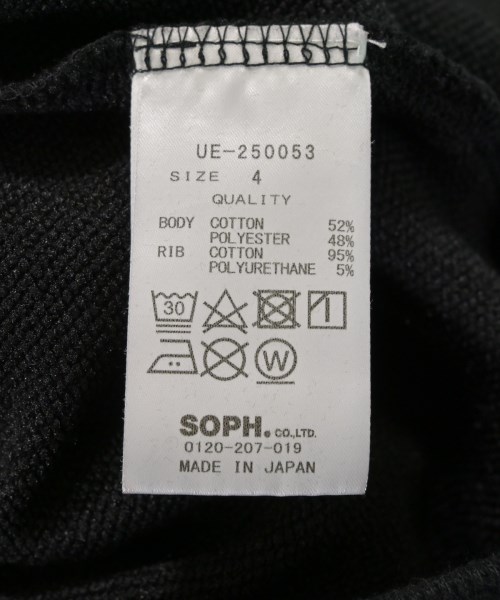 UE-250053
SIZE 4
QUALITY
BODY COTTON 52%
POLYESTER 48%
RIB COTTON 95%
POLYURETHANE 5%
30
W
SOPH. CO.,LTD.
0120-207-019
MADE IN JAPAN